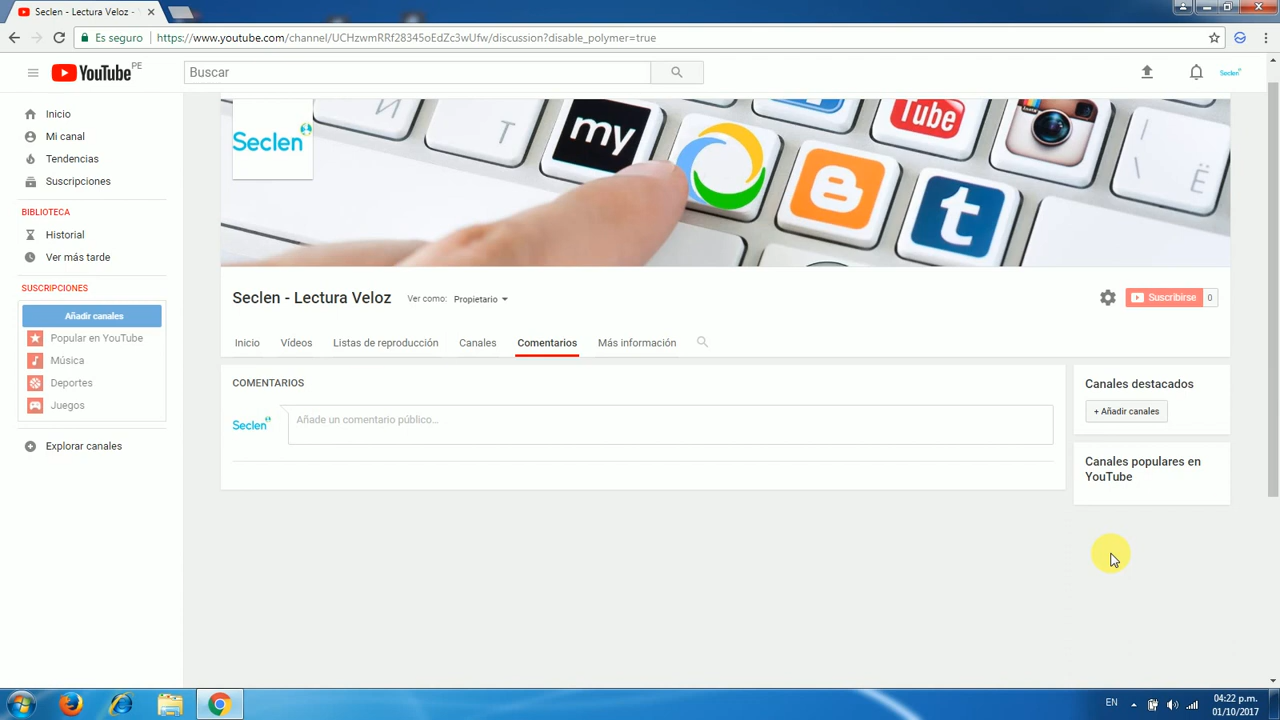 Seclen - Lectura Veloz -
Es seguro https://www.youtube.com/channel/UCHzwmRRf28345oEdZc3wUfw/discussion?disable_polymer=true
YouTube PE
Buscar
Seclen
Inicio
Mi canal
Tendencias
Suscripciones
BIBLIOTECA
Historial
Ver más tarde
SUSCRIPCIONES
Añadir canales
Popular en YouTube
Música
Deportes
Juegos
Explorar canales
Seclen
И
T
my
Tube
Ё
t
Seclen - Lectura Veloz
Ver como: Propietario
Suscribirse 0
Inicio Vídeos Listas de reproducción Canales Comentarios Más información
COMENTARIOS
Seclen
Añade un comentario público...
Canales destacados
+ Añadir canales
Canales populares en
YouTube
EN
04:22 p.m.
01/10/2017